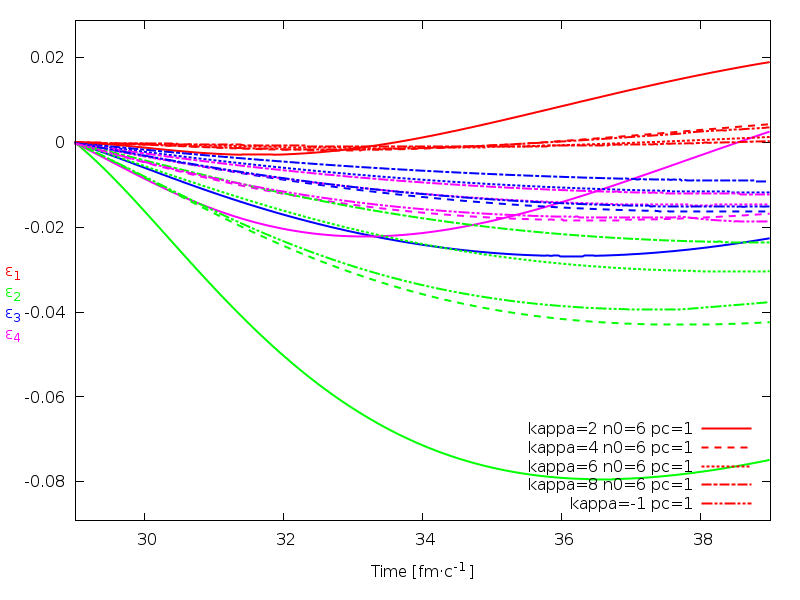 0.02
0
-0.02
-0.04
-0.06
-0.08
ε1
ε2
ε3
ε4
kappa=2 n0=6 pc=1
kappa=4 n0=6 pc=1
kappa=6 n0=6 pc=1
kappa=8 n0=6 pc=1
kappa=-1 pc=1
30 32 34 36 38
Time [fm·c-1]